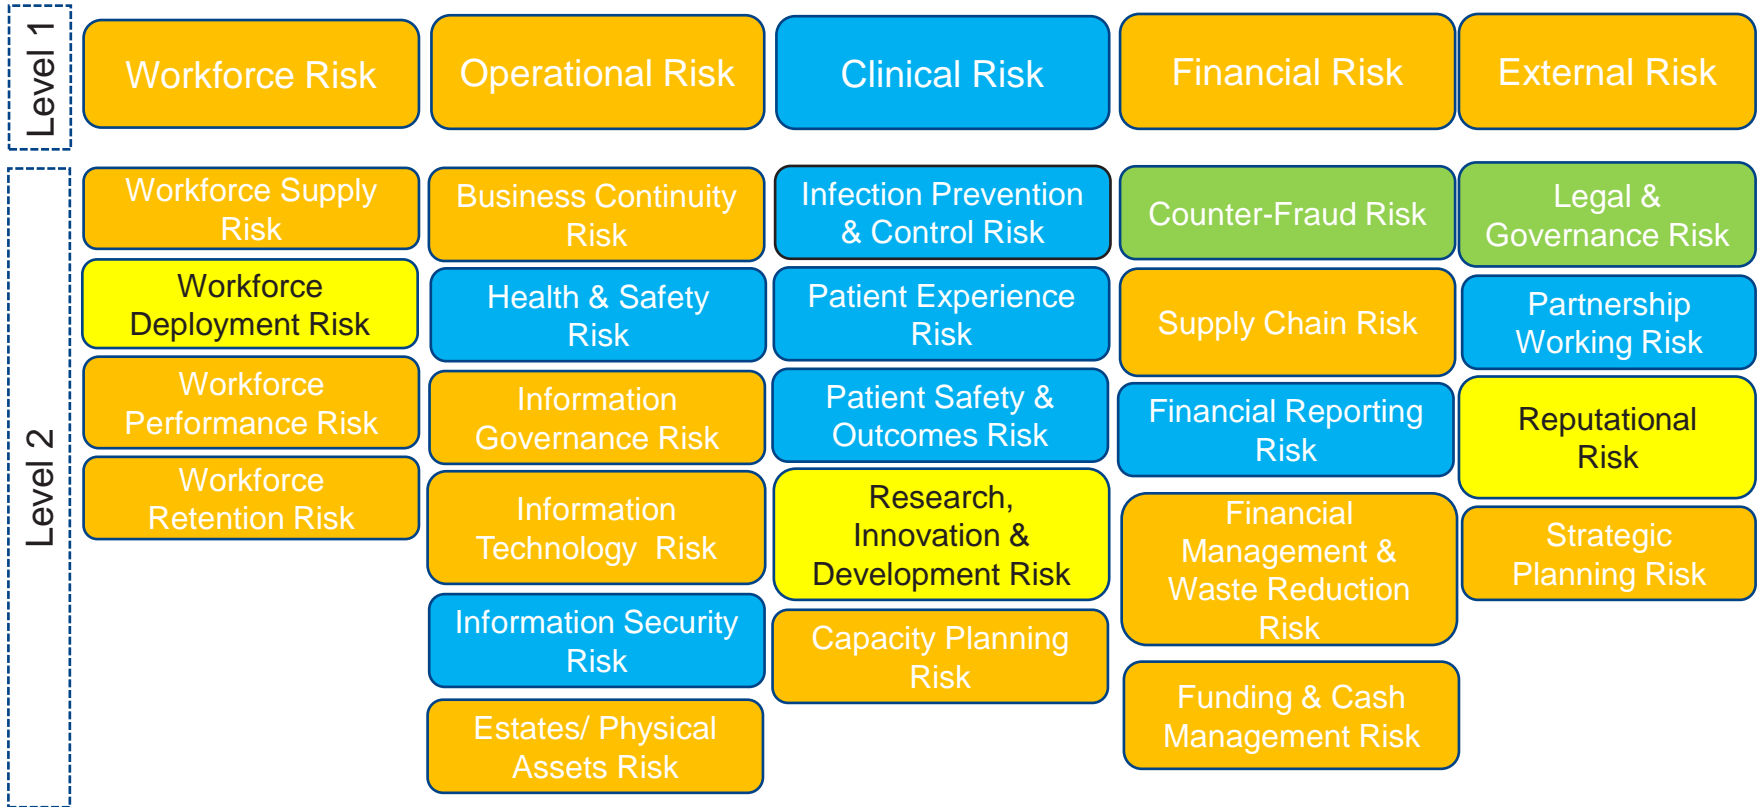 Level 1
Workforce Risk
Operational Risk
Clinical Risk
Financial Risk
External Risk
Level 2
Workforce Supply
Risk
Workforce
Deployment Risk
Workforce
Performance Risk
Workforce
Retention Risk
Business Continuity
Risk
Health & Safety
Risk
Information
Governance Risk
Information
Technology Risk
Information Security
Risk
Estates/ Physical
Assets Risk
Infection Prevention
& Control Risk
Patient Experience
Risk
Patient Safety &
Outcomes Risk
Research,
Innovation &
Development Risk
Capacity Planning
Risk
Counter-Fraud Risk
Supply Chain Risk
Financial Reporting
Risk
Financial
Management &
Waste Reduction
Risk
Funding & Cash
Management Risk
Legal &
Governance Risk
Partnership
Working Risk
Reputational
Risk
Strategic
Planning Risk